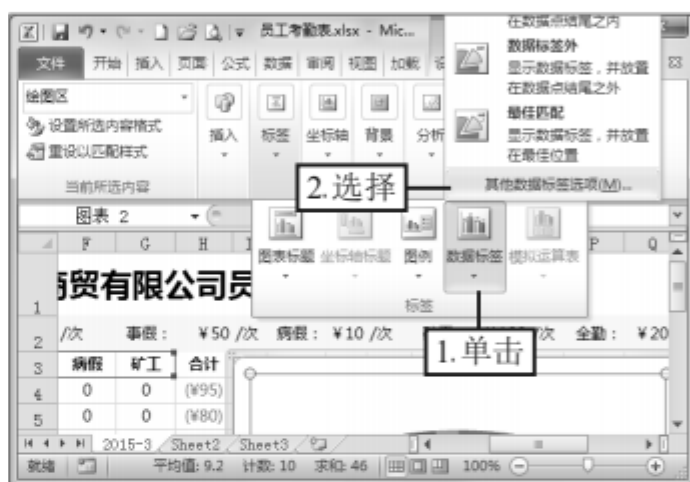 员工考勤表.xlsx - Mic...
在数据点结尾之内
文件 开始 插入 页面 公式 数据 审阅 视图 加载
数据标签外
显示数据标签，并放置
在数据点结尾之外
绘图区
设置所选内容格式
重设以匹配样式
插入 标签 坐标轴 背景 分析
最佳匹配
显示数据标签，并放置
在最佳位置
当前所选内容
2.选择
其他数据标签选项(M)...
图表 2
图表标题 坐标轴标题 图例 数据标签 模拟运算表
标签
F G H I P Q
1 商贸有限公司员
2 /次 事假： ￥50 /次 病假：￥10 /次 /次 全勤： ￥20
1.单击
3 病假 矿工 合计
4 0 0 (¥95)
5 0 0 (¥80)
2015-3 Sheet2 Sheet3
就绪 平均值: 9.2 计数: 10 求和: 46 100%